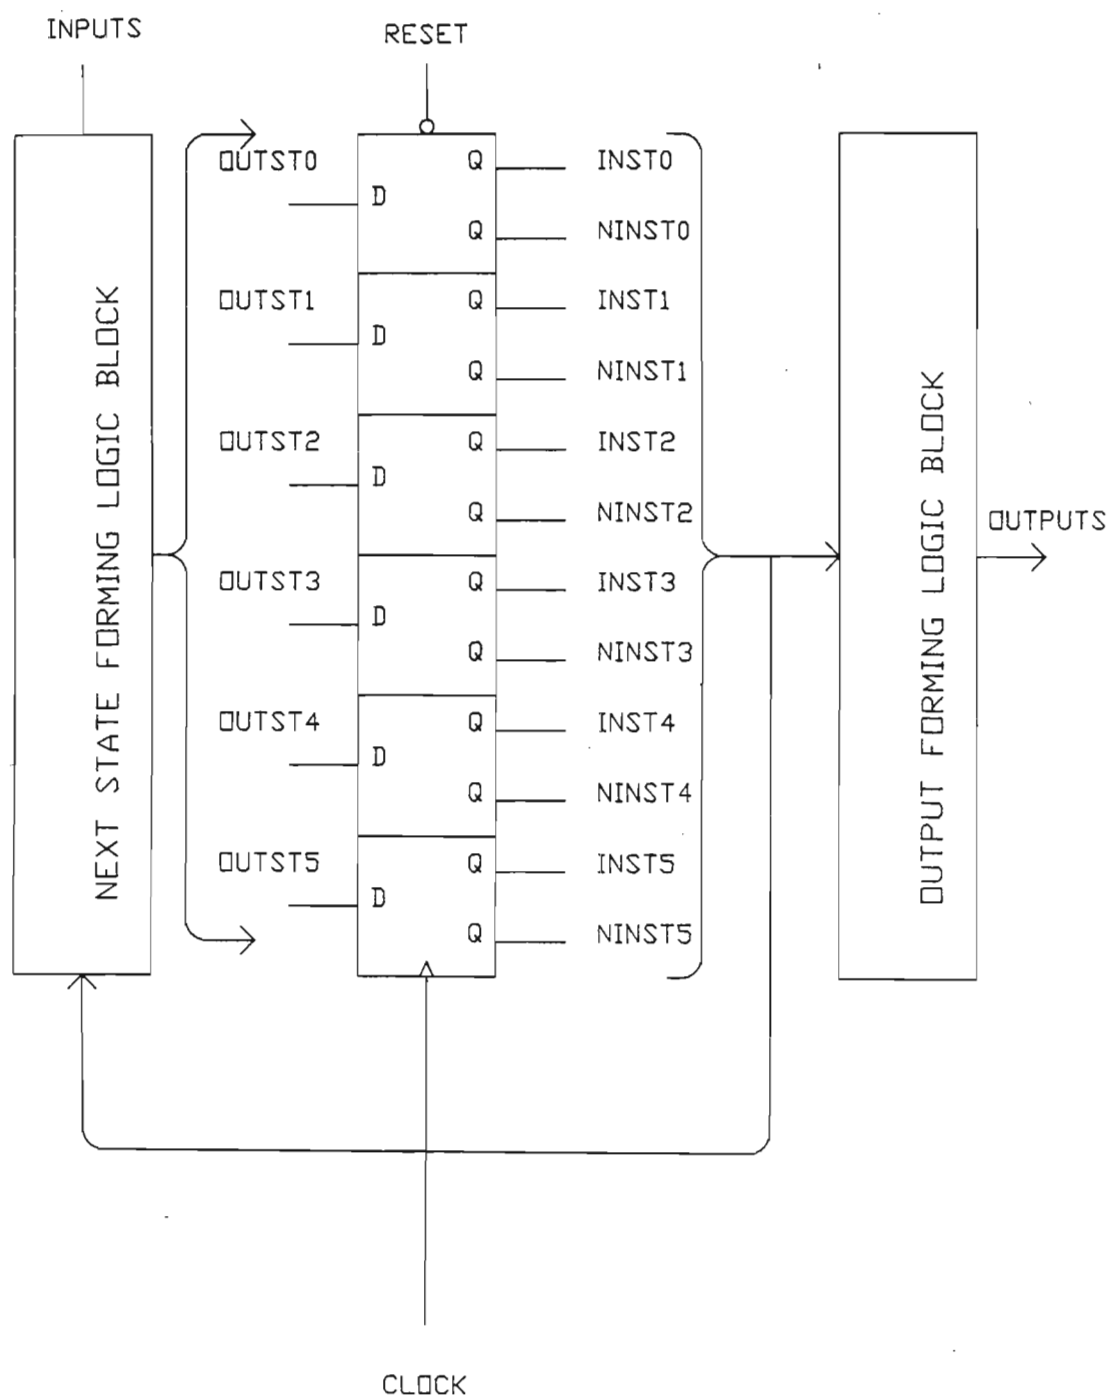 INPUTS
RESET
NEXT STATE FORMING LOGIC BLOCK
OUTST0
D
Q
INST0
Q
NINST0
OUTST1
D
Q
INST1
Q
NINST1
OUTST2
D
Q
INST2
Q
NINST2
OUTST3
D
Q
INST3
Q
NINST3
OUTST4
D
Q
INST4
Q
NINST4
OUTST5
D
Q
INST5
Q
NINST5
OUTPUT FORMING LOGIC BLOCK
OUTPUTS
CLOCK